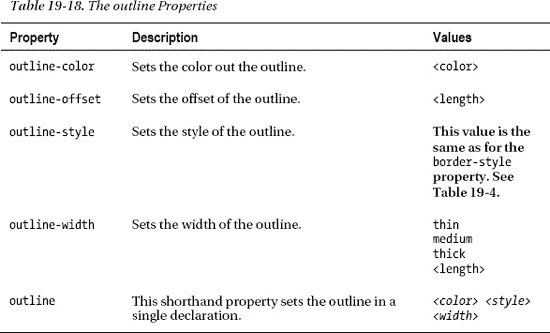 Table 19-18. The outline Properties
Property Description Values
outline-color Sets the color out the outline. <color>
outline-offset Sets the offset of the outline. <length>
outline-style Sets the style of the outline. This value is the
same as for the
border-style
property. See
Table 19-4.
outline-width Sets the width of the outline. thin
medium
thick
<length>
outline This shorthand property sets the outline in a <color> <style>
single declaration. <width>